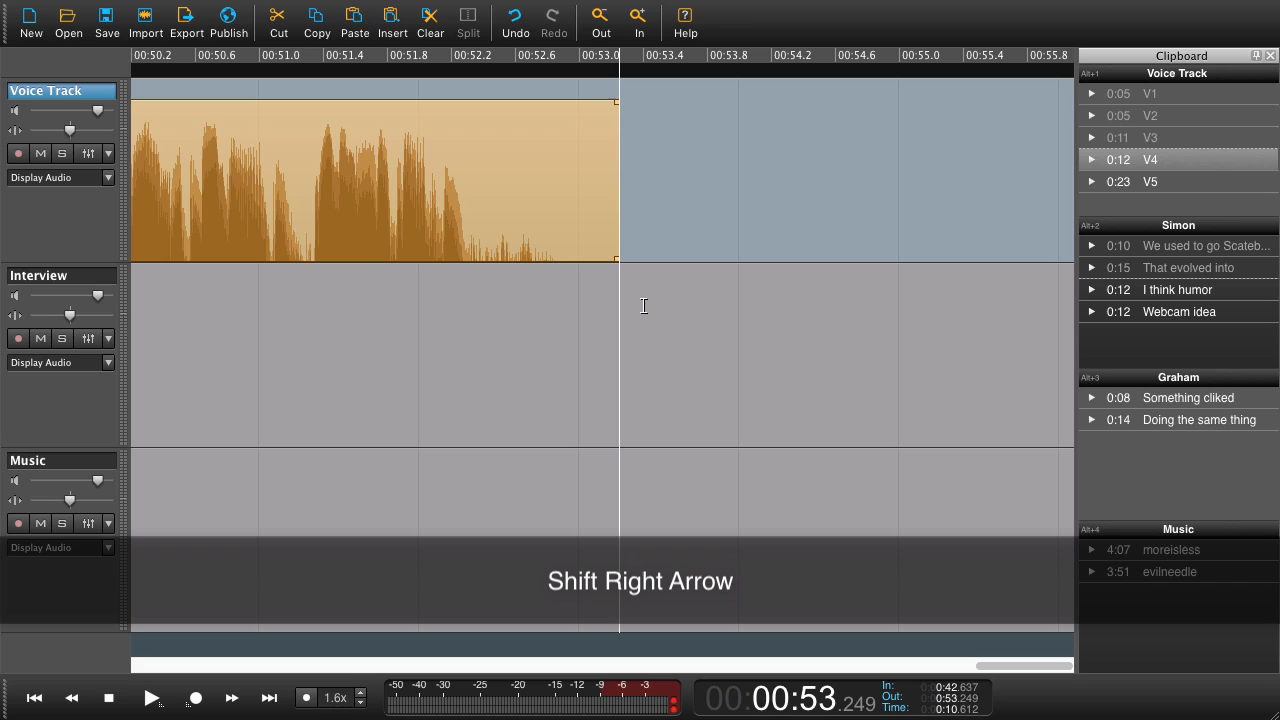 New Open Save Import Export Publish Cut Copy Paste Insert Clear Split Undo Redo Out In Help
00:50.2 00:50.6 00:51.0 00:51.4 00:51.8 00:52.2 00:52.6 00:53.0 00:53.4 00:53.8 00:54.2 00:54.6 00:55.0 00:55.4 00:55.8
Clipboard
Alt+1 Voice Track
0:05 V1
0:05 V2
0:11 V3
0:12 V4
0:23 V5
Alt+2 Simon
0:10 We used to go Scateb...
0:15 That evolved into
0:12 I think humor
0:12 Webcam idea
Alt+3 Graham
0:08 Something cliked
0:14 Doing the same thing
Alt+4 Music
4:07 moreisless
3:51 evilneedle
Voice Track
M S
Display Audio
Interview
M S
Display Audio
Music
M S
Display Audio
Shift Right Arrow
1.6x
-50 -40 -30 -25 -20 -15 -12 -9 -6 -3
00:00:53.249
In: 0:00:42.637
Out: 0:00:53.249
Time: 0:00:10.612